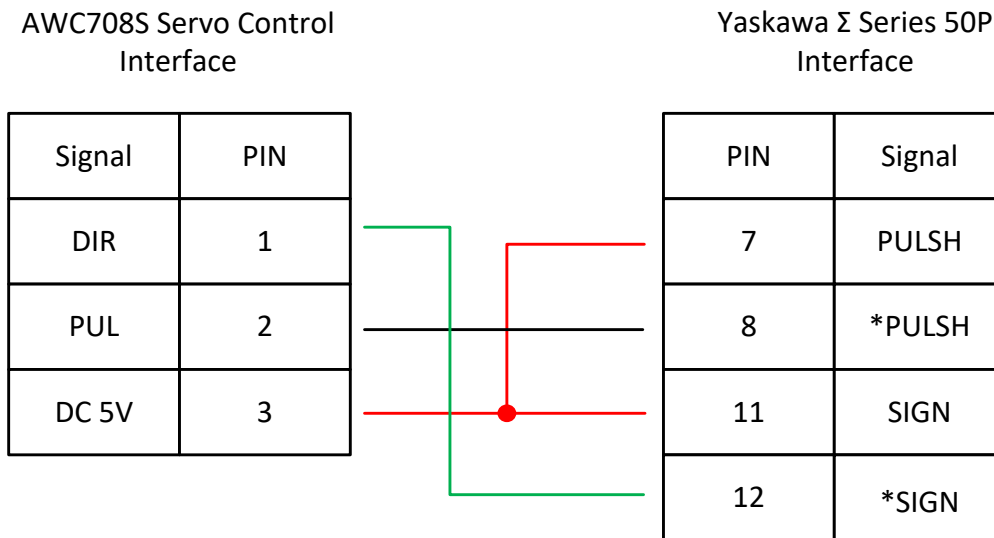 AWC708S Servo Control
Interface
Yaskawa Σ Series 50P
Interface
Signal PIN
DIR 1
PUL 2
DC 5V 3
PIN Signal
7 PULSH
8 *PULSH
11 SIGN
12 *SIGN